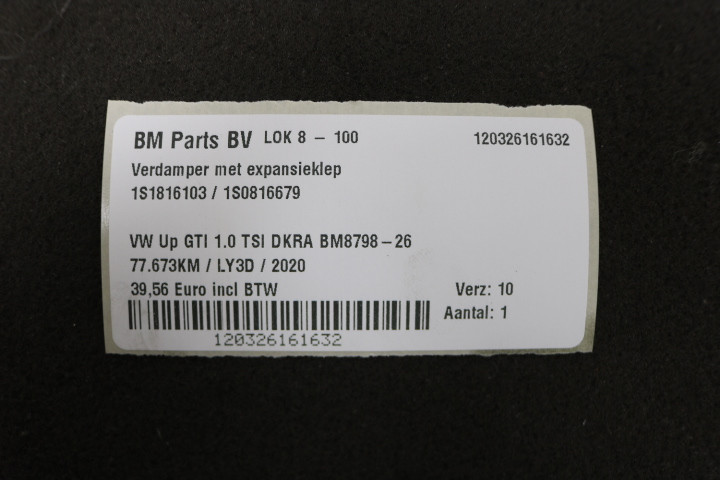 BM Parts BV LOK 8 - 100 120326161632
Verdamper met expansieklep
1S1816103 / 1S0816679
VW Up GTI 1.0 TSI DKRA BM8798-26
77.673KM / LY3D / 2020
39,56 Euro incl BTW Verz: 10
Aantal: 1
120326161632